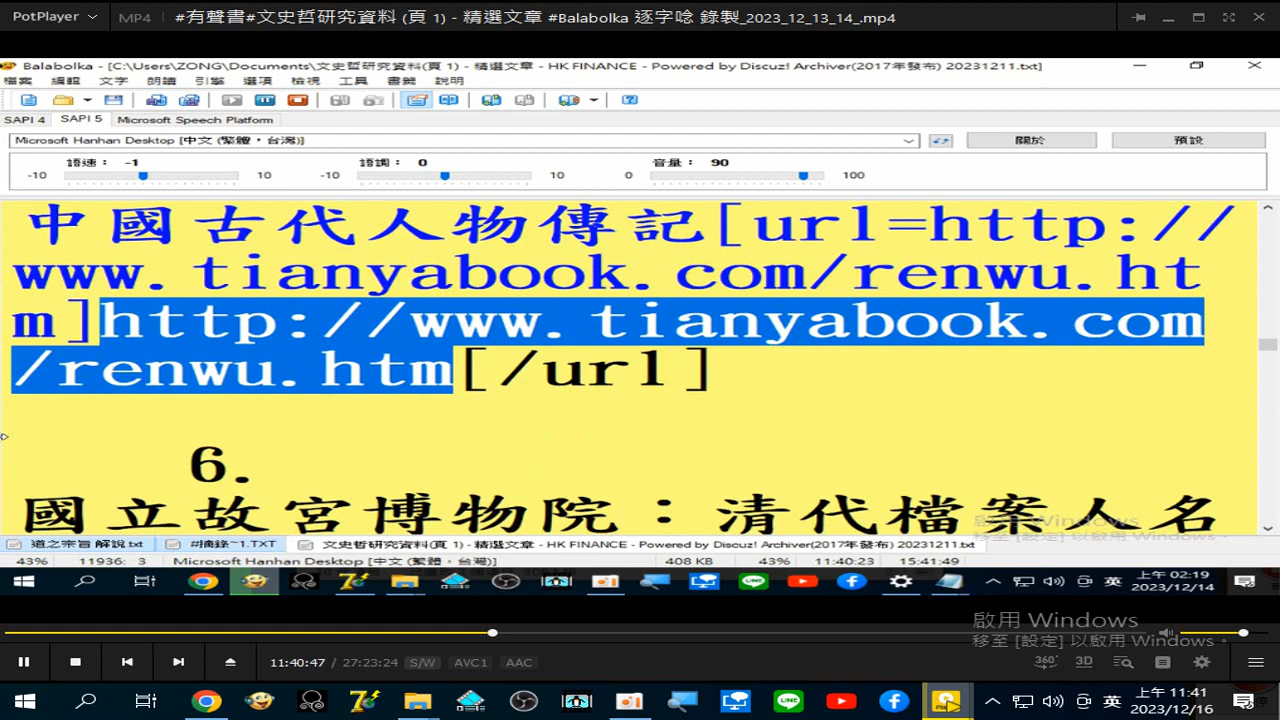 PotPlayer
MP4
#有聲書#文史哲研究資料 (頁 1) - 精選文章 #Balabolka 逐字唸 錄製_2023_12_13_14_.mp4
Balabolka - [C:\Users\ZONG\Documents\文史哲研究資料(頁 1) - 精選文章 - HK FINANCE - Powered by Discuz! Archiver(2017年發布) 20231211.txt]
檔案 編輯 文字 朗讀 引擎 選項 檢視 工具 書籤 說明
SAPI 4 SAPI 5 Microsoft Speech Platform
Microsoft Hanhan Desktop [中文 (繁體，台灣)]
關於
預設
語速： -1 語調： 0 音量： 90
-10 10 -10 10 0 100
中國古代人物傳記[url=http://
www.tianyabook.com/renwu.ht
m]http://www.tianyabook.com
/renwu.htm[/url]
6.
國立故宮博物院：清代檔案人名
道之宗旨 解說.txt #摘錄~1.TXT 文史哲研究資料(頁 1) - 精選文章 - HK FINANCE - Powered by Discuz! Archiver(2017年發布) 20231211.txt
43% 11936: 3 Microsoft Hanhan Desktop [中文 (繁體，台灣)] 408 KB 43% 11:40:23 15:41:49
英
上午 02:19
2023/12/14
啟用 Windows
移至 [設定] 以啟用 Windows。
11:40:47 / 27:23:24 S/W AVC1 AAC
360° 3D
英
上午 11:41
2023/12/16